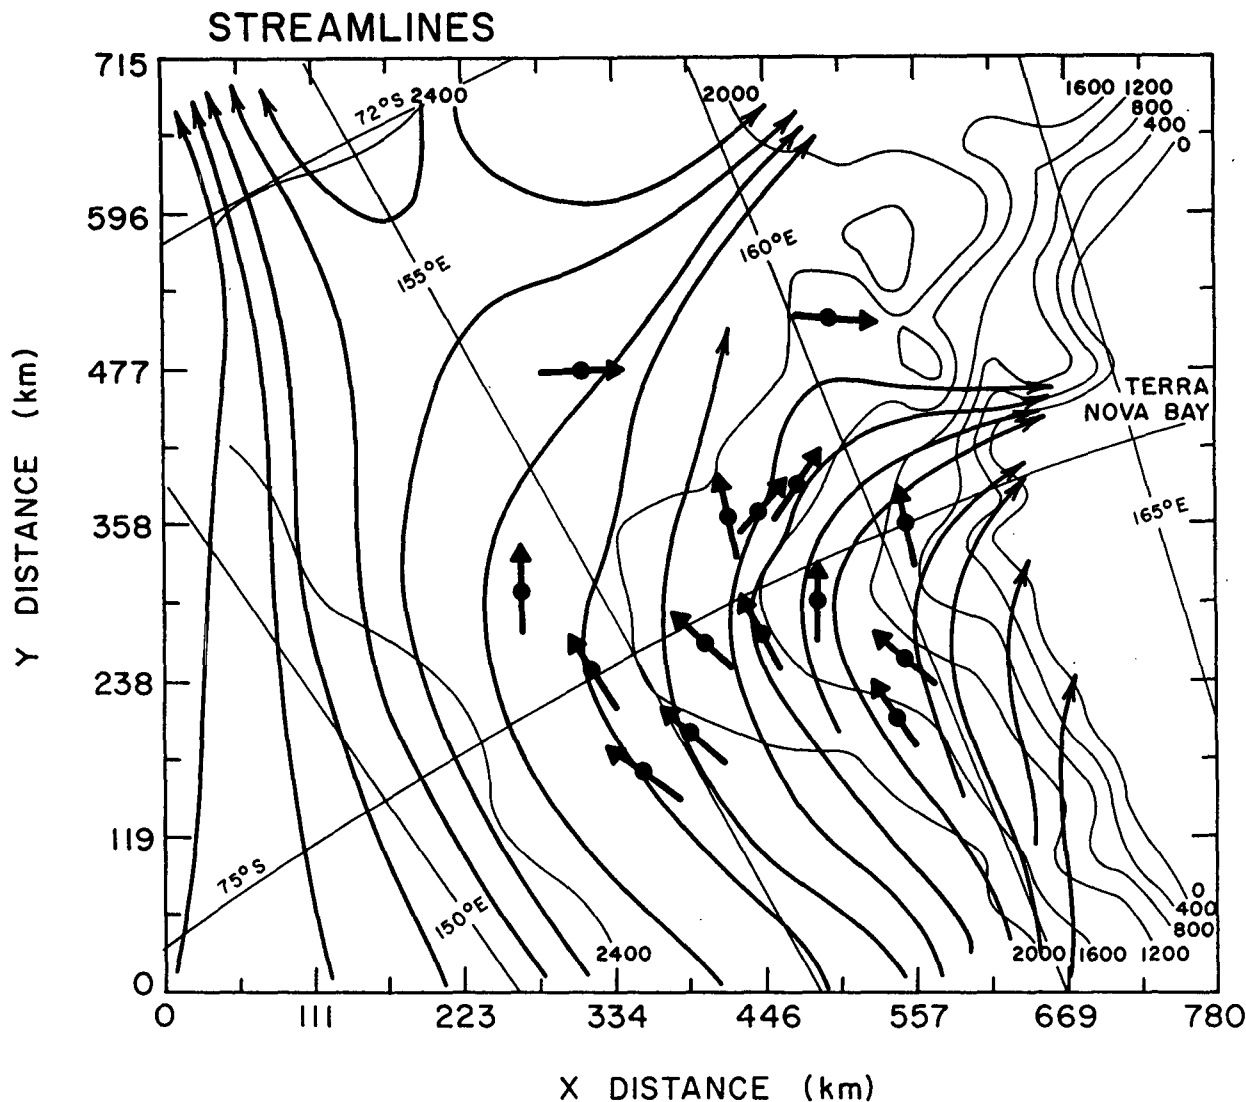 STREAMLINES
715
596
477
358
238
119
0
Y DISTANCE (km)
72°S
2400
2000
1600 1200
800
400
0
155°E
160°E
TERRA
NOVA BAY
165°E
75°S
150°E
2400
2000 1600 1200
0
400
800
0 111 223 334 446 557 669 780
X DISTANCE (km)